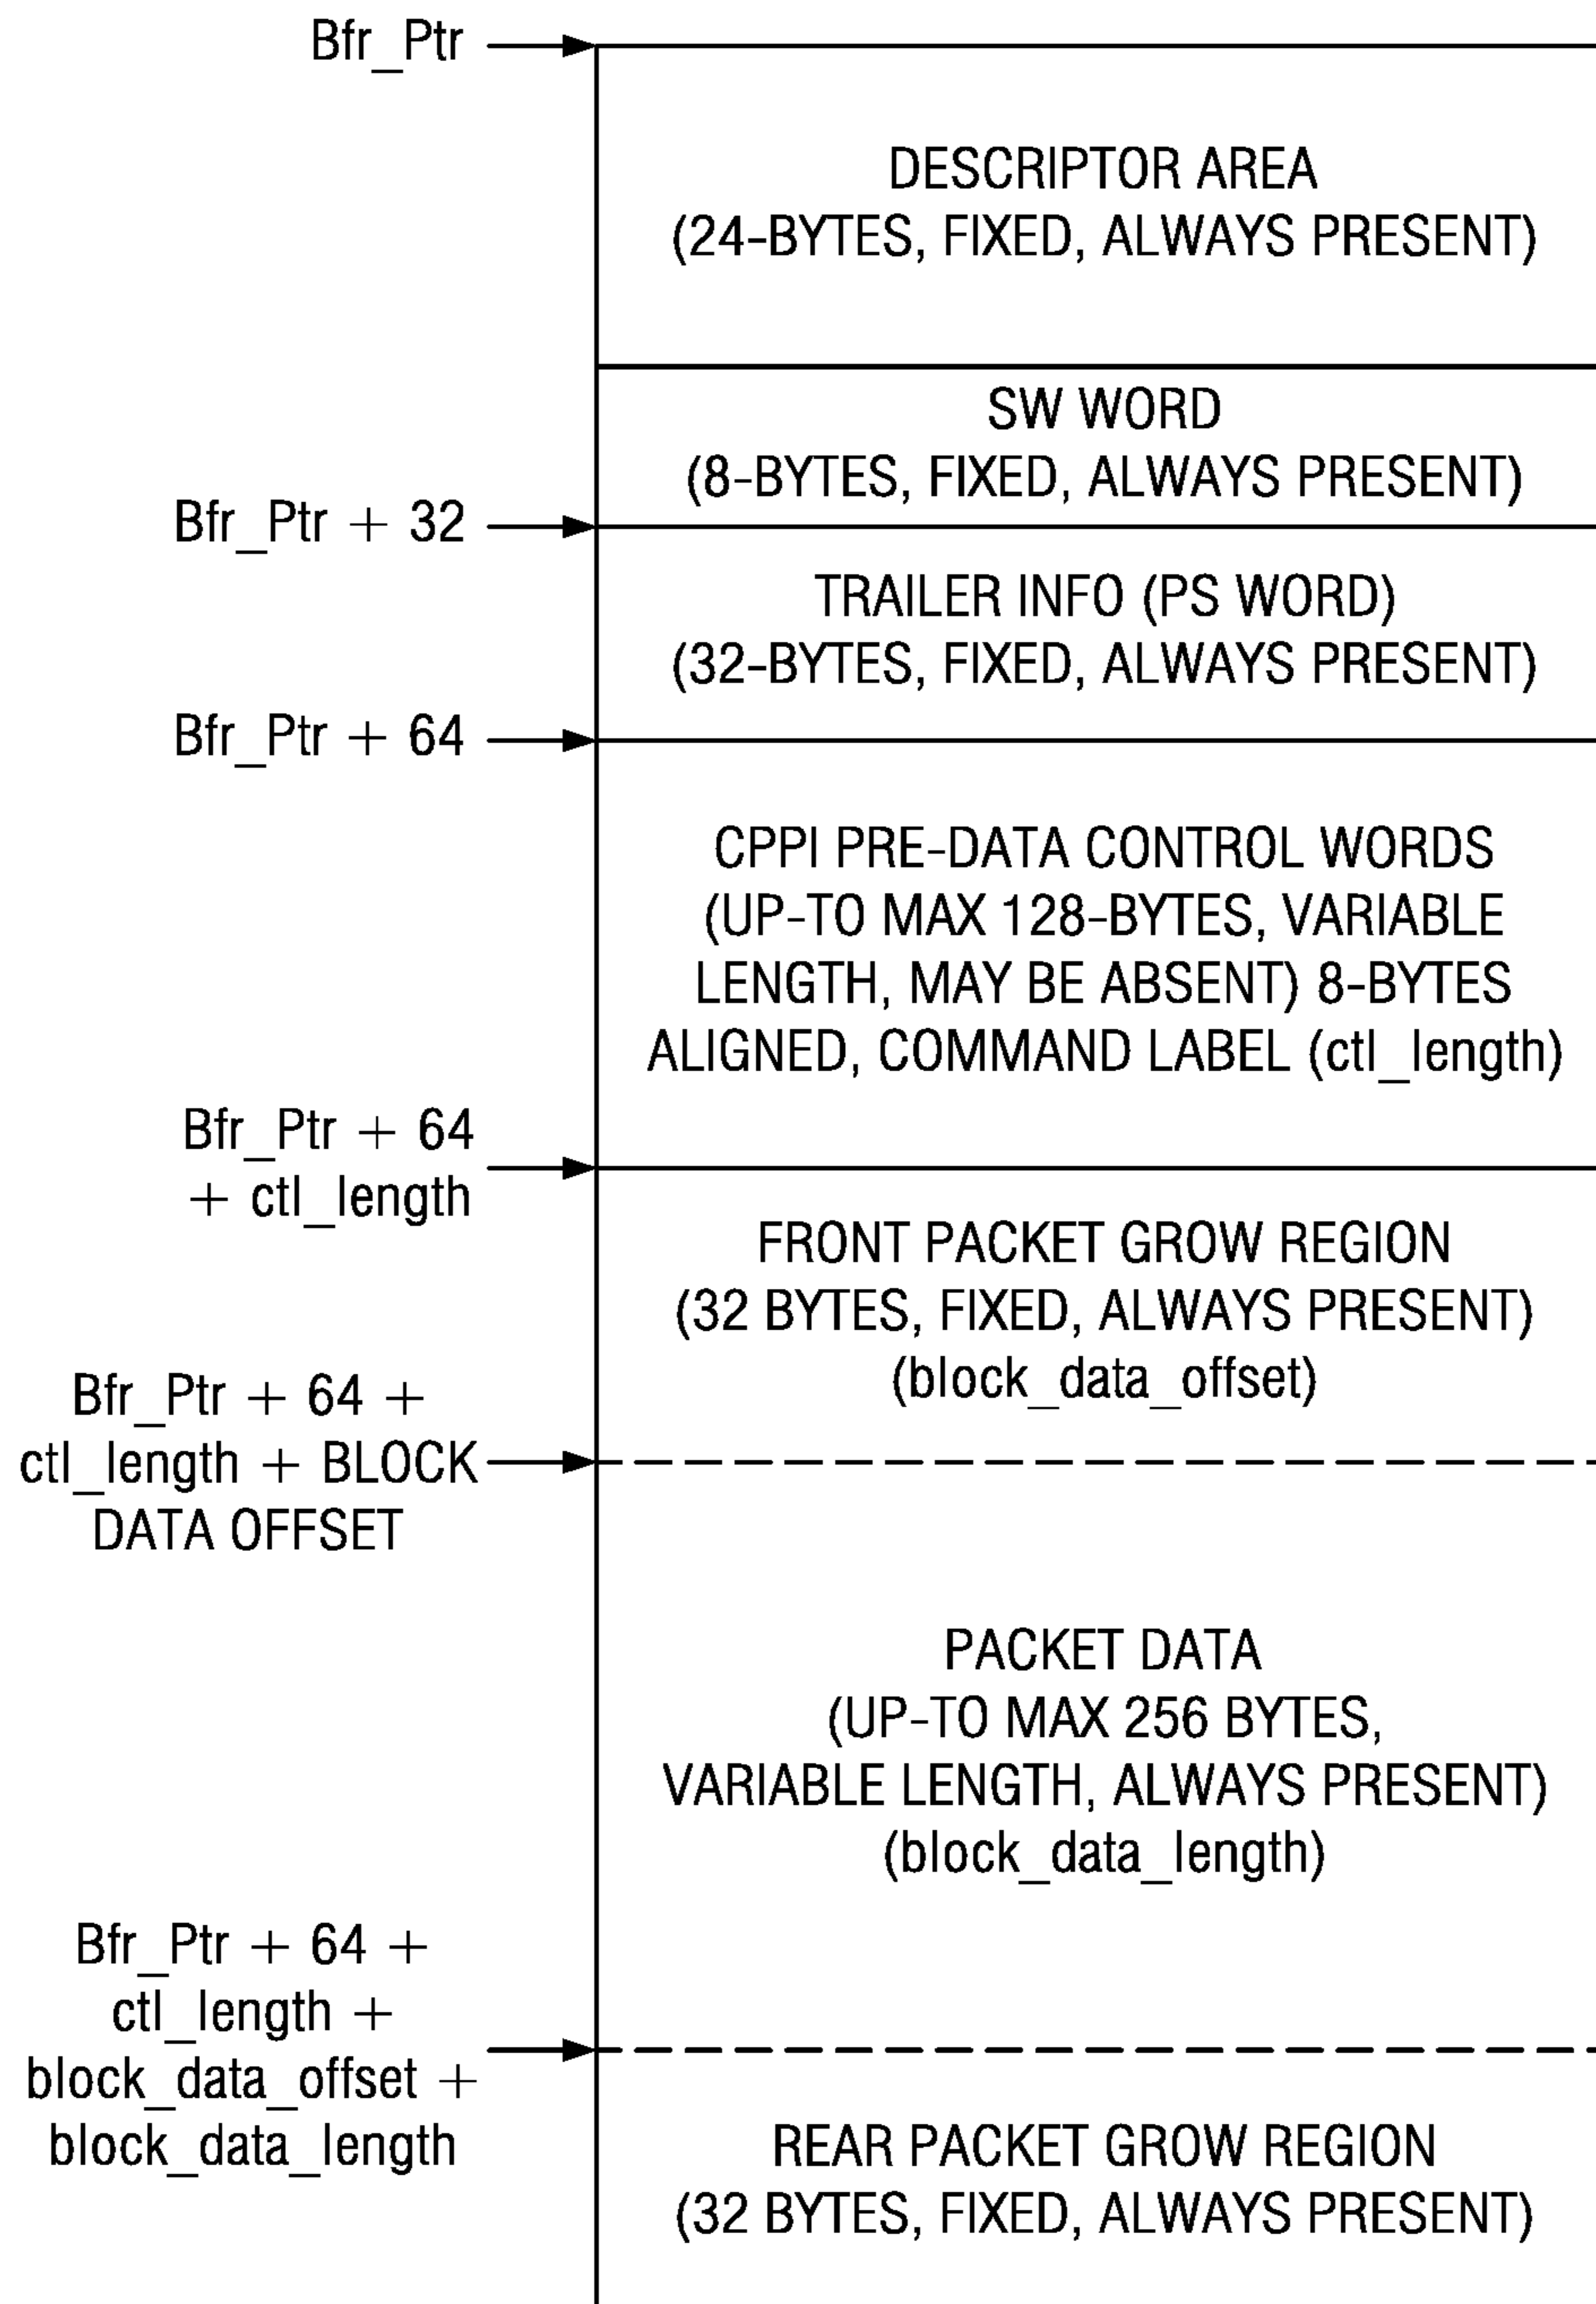 Bfr_Ptr
DESCRIPTOR AREA
(24-BYTES, FIXED, ALWAYS PRESENT)
SW WORD
(8-BYTES, FIXED, ALWAYS PRESENT)
Bfr_Ptr + 32
TRAILER INFO (PS WORD)
(32-BYTES, FIXED, ALWAYS PRESENT)
Bfr_Ptr + 64
CPPI PRE-DATA CONTROL WORDS
(UP-TO MAX 128-BYTES, VARIABLE
LENGTH, MAY BE ABSENT) 8-BYTES
ALIGNED, COMMAND LABEL (ctl_length)
Bfr_Ptr + 64
+ ctl_length
FRONT PACKET GROW REGION
(32 BYTES, FIXED, ALWAYS PRESENT)
(block_data_offset)
Bfr_Ptr + 64 +
ctl_length + BLOCK
DATA OFFSET
PACKET DATA
(UP-TO MAX 256 BYTES,
VARIABLE LENGTH, ALWAYS PRESENT)
(block_data_length)
Bfr_Ptr + 64 +
ctl_length +
block_data_offset +
block_data_length
REAR PACKET GROW REGION
(32 BYTES, FIXED, ALWAYS PRESENT)